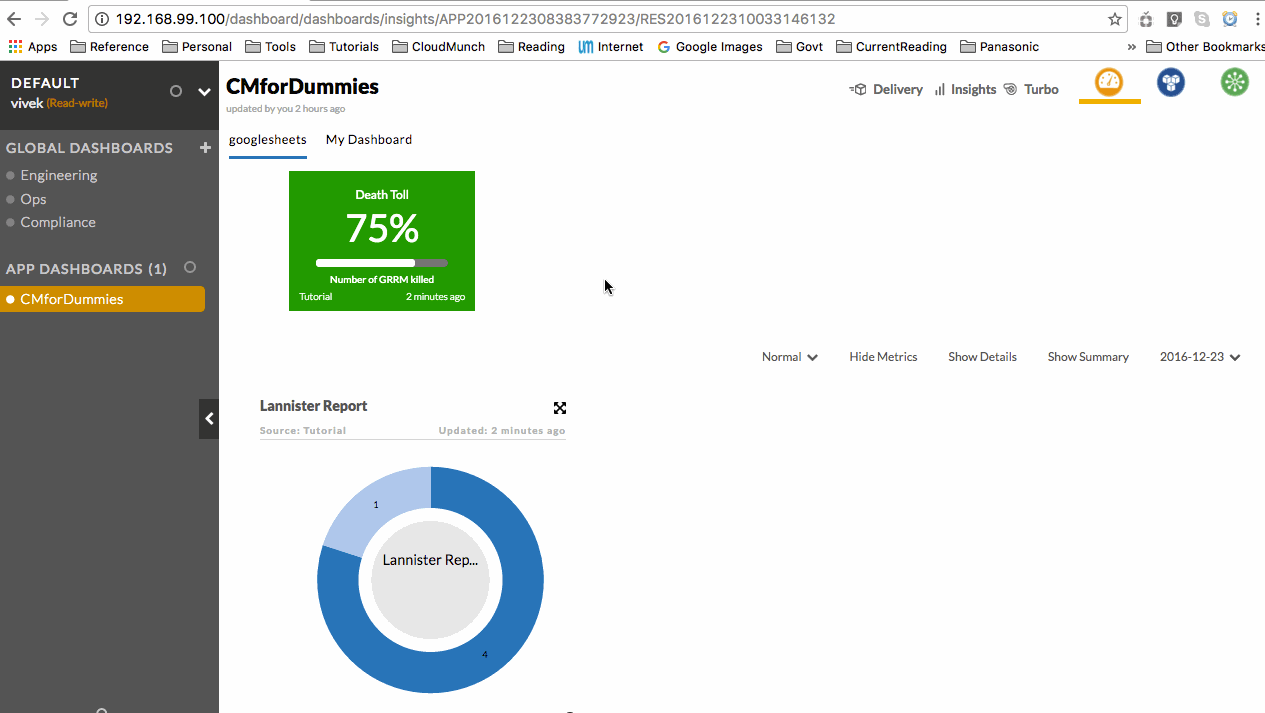 192.168.99.100/dashboard/dashboards/insights/APP2016122308383772923/RES2016122310033146132
Apps Reference Personal Tools Tutorials CloudMunch Reading UM Internet G Google Images Govt CurrentReading Panasonic » Other Bookmarks
DEFAULT
vivek (Read-write)
CMforDummies
updated by you 2 hours ago
Delivery Insights Turbo
googlesheets My Dashboard
GLOBAL DASHBOARDS +
Engineering
Ops
Compliance
APP DASHBOARDS (1)
CMforDummies
Death Toll
75%
Number of GRRM killed
Tutorial 2 minutes ago
Normal Hide Metrics Show Details Show Summary 2016-12-23
Lannister Report
Source: Tutorial Updated: 2 minutes ago
1
Lannister Rep...
4